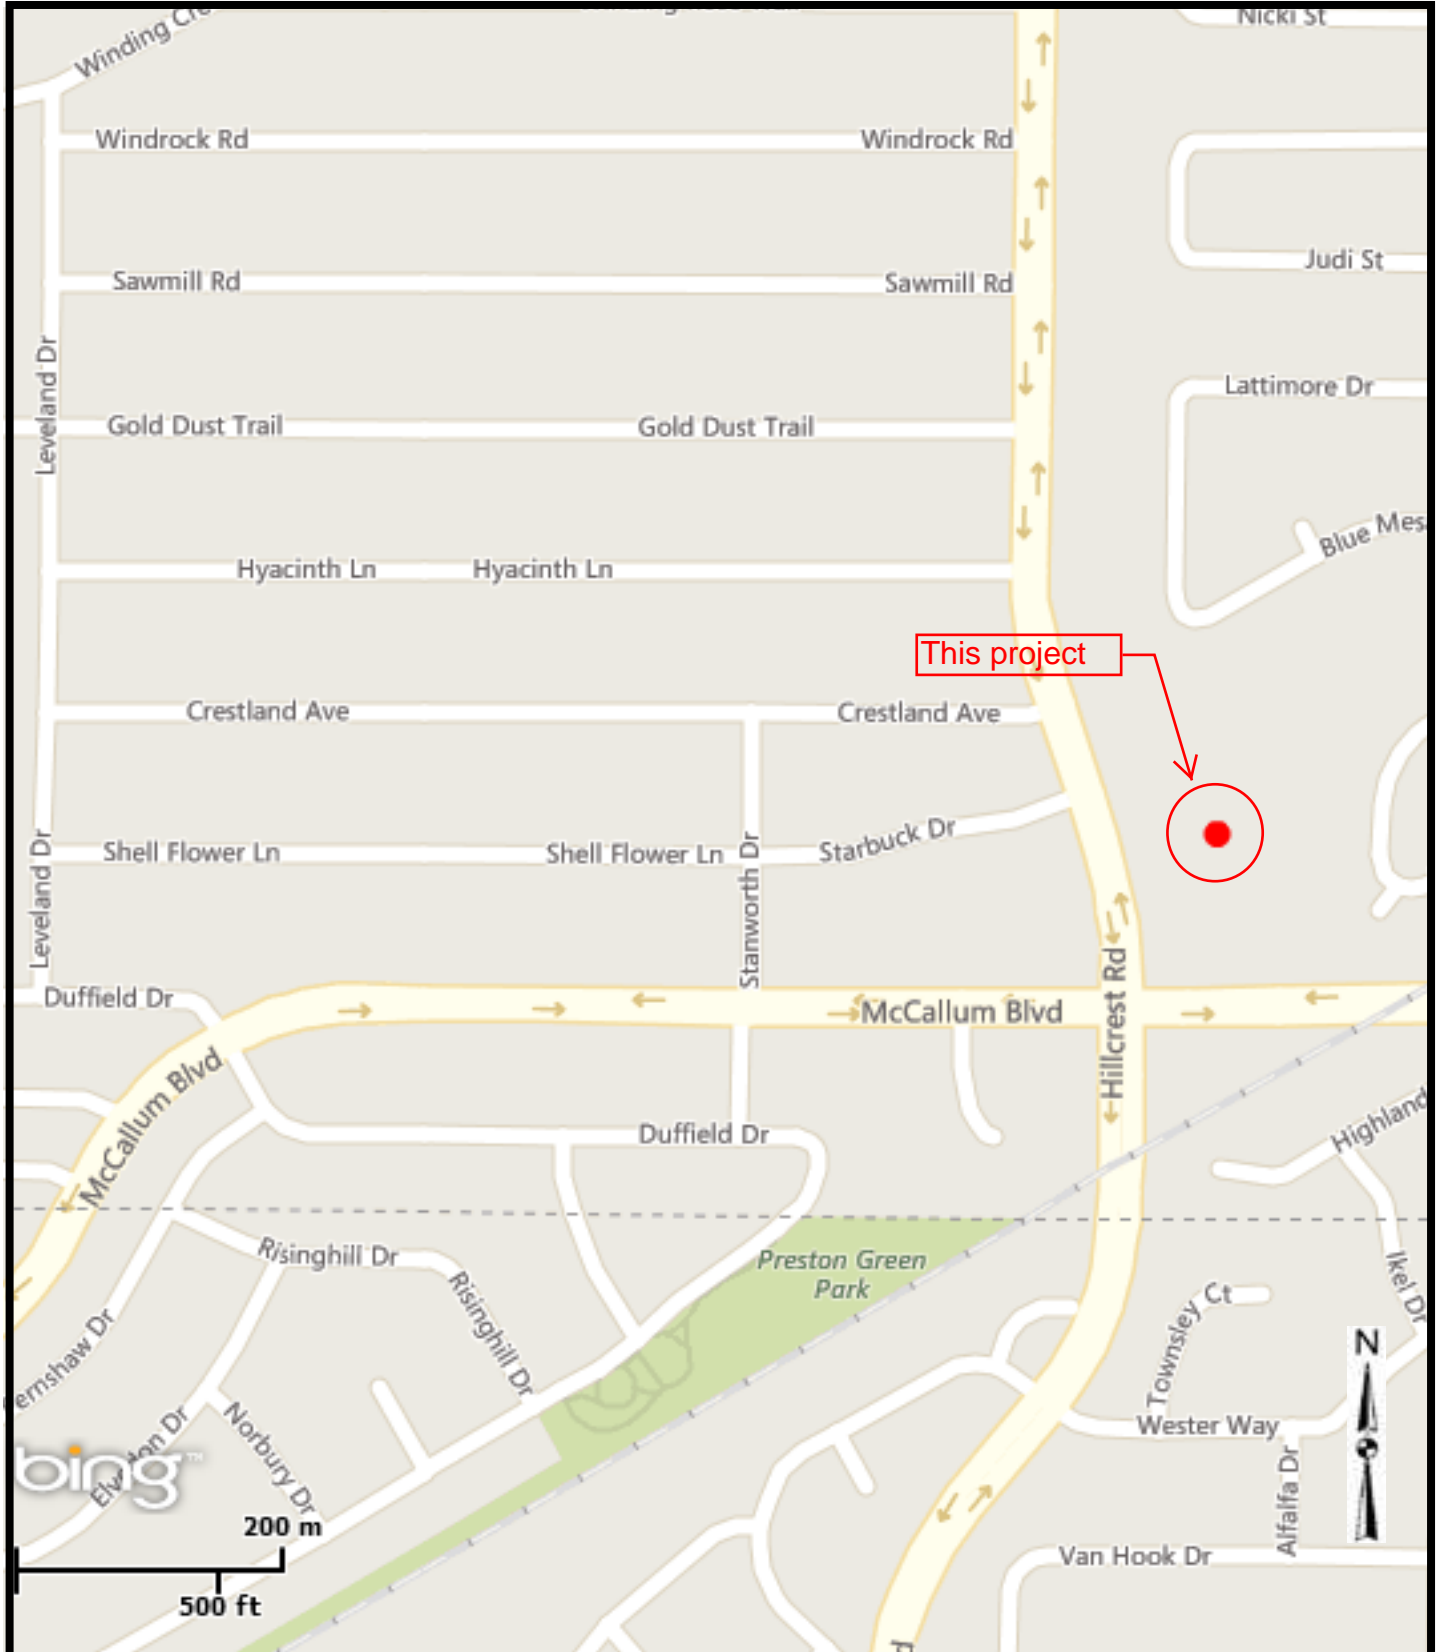 Winding
Nicki St
Windrock Rd
Windrock Rd
Judi St
Sawmill Rd
Sawmill Rd
Leveland Dr
Lattimore Dr
Gold Dust Trail
Gold Dust Trail
Blue Mes
Hyacinth Ln
Hyacinth Ln
This project
Crestland Ave
Crestland Ave
Shell Flower Ln
Shell Flower Ln
Starbuck Dr
Leveland Dr
Stanworth Dr
Duffield Dr
McCallum Blvd
Hillcrest Rd
McCallum Blvd
Duffield Dr
Highland
Risinghill Dr
Preston Green
Park
Risinghill Dr
Ikel Dr
Townsley Ct
ernshaw Dr
N
Norbury Dr
Wester Way
bing™
Alfalfa Dr
200 m
Van Hook Dr
500 ft